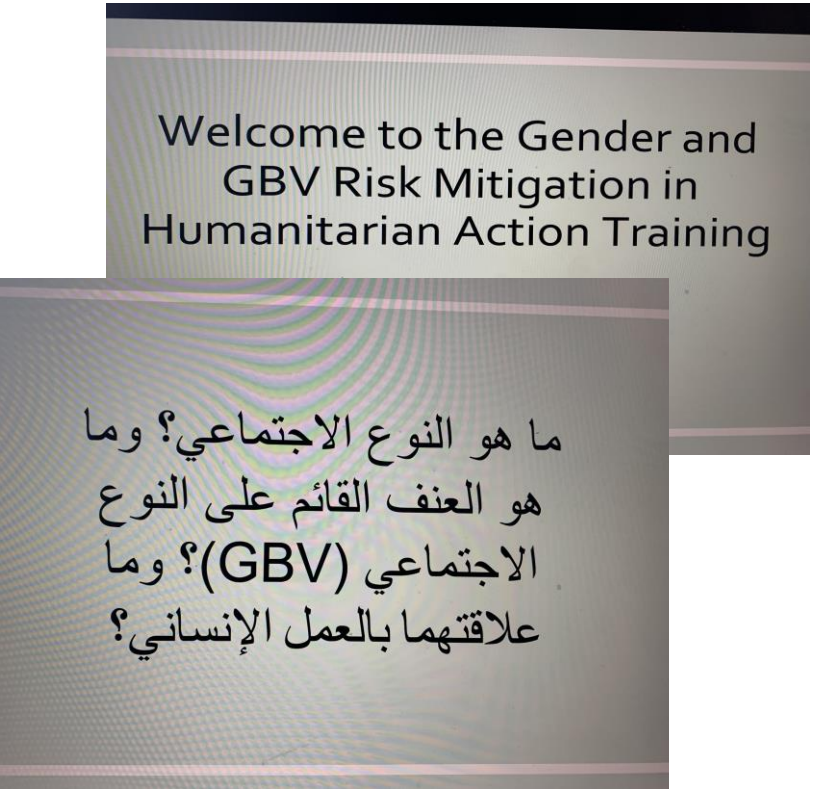 Welcome to the Gender and
GBV Risk Mitigation in
Humanitarian Action Training
ما هو النوع الاجتماعي؟ وما
هو العنف القائم على النوع
الاجتماعي (GBV)؟ وما
علاقتهما بالعمل الإنساني؟